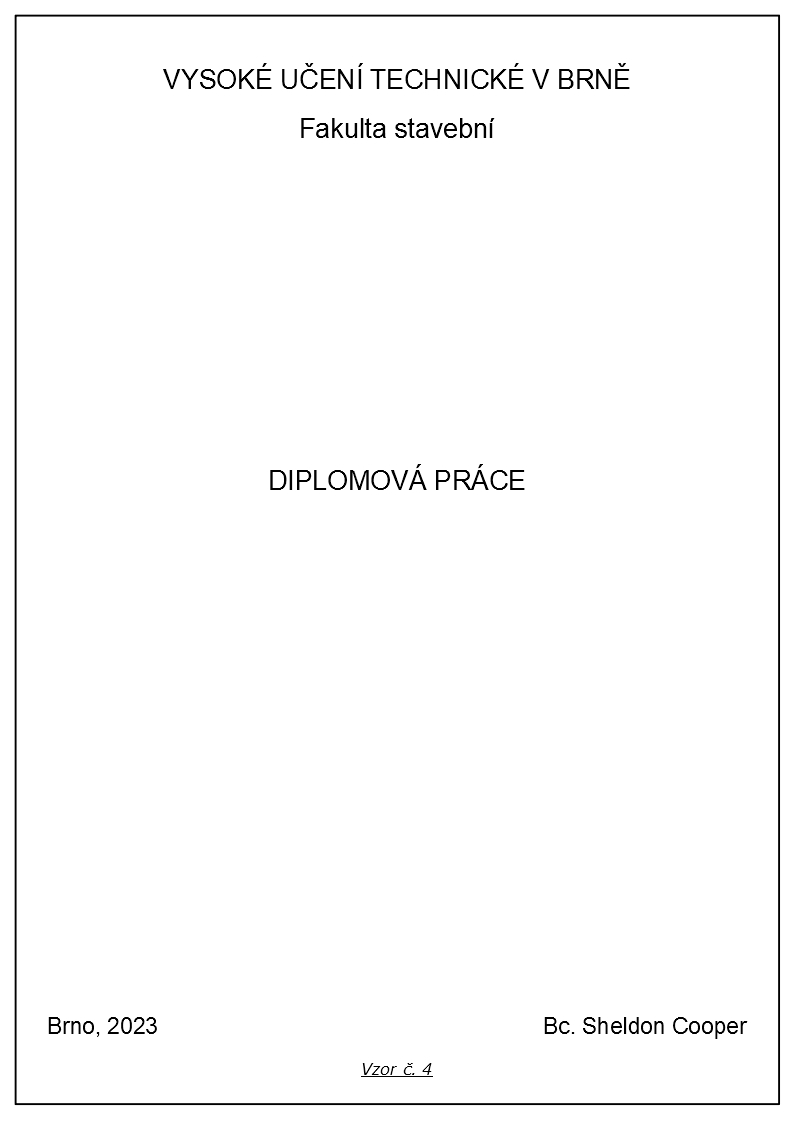 VYSOKÉ UČENÍ TECHNICKÉ V BRNĚ
Fakulta stavební
DIPLOMOVÁ PRÁCE
Brno, 2023 Bc. Sheldon Cooper
Vzor č. 4